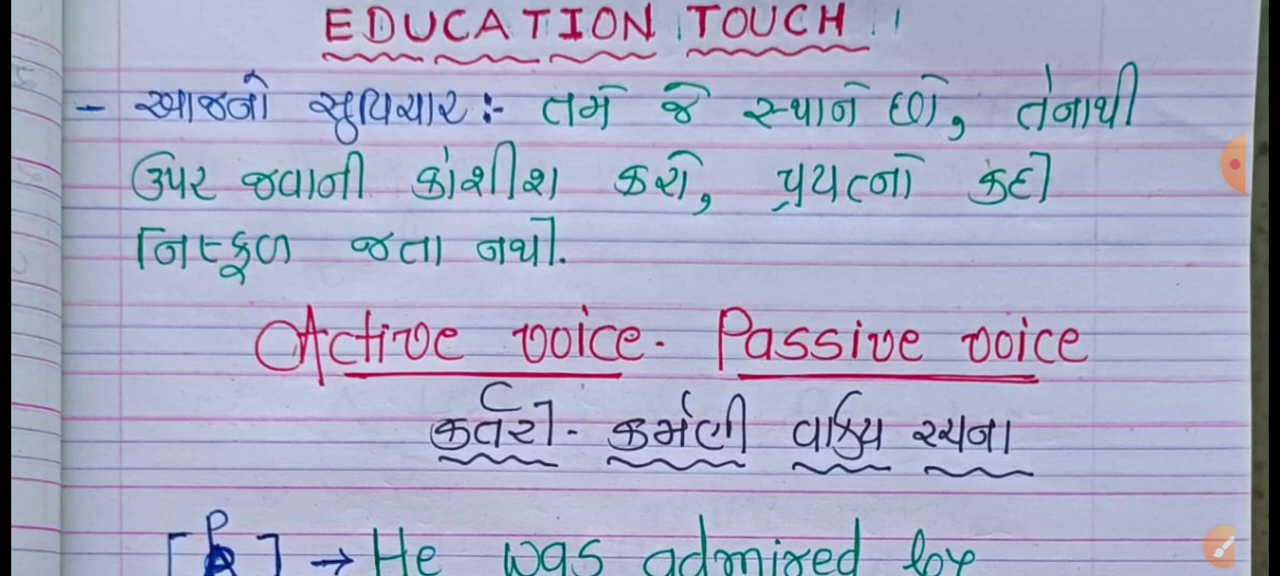 EDUCATION TOUCH !
- આજનો સુવિચાર :- તમે જે સ્થાને છો, તેનાથી
ઉપર જવાની કોશીશ કરો, પ્રયત્નો કદી
નિષ્ફળ જતા નથી.
Active voice - Passive voice
કર્તરી - કર્મણી વાક્ય રચના
[P] → He was admired by